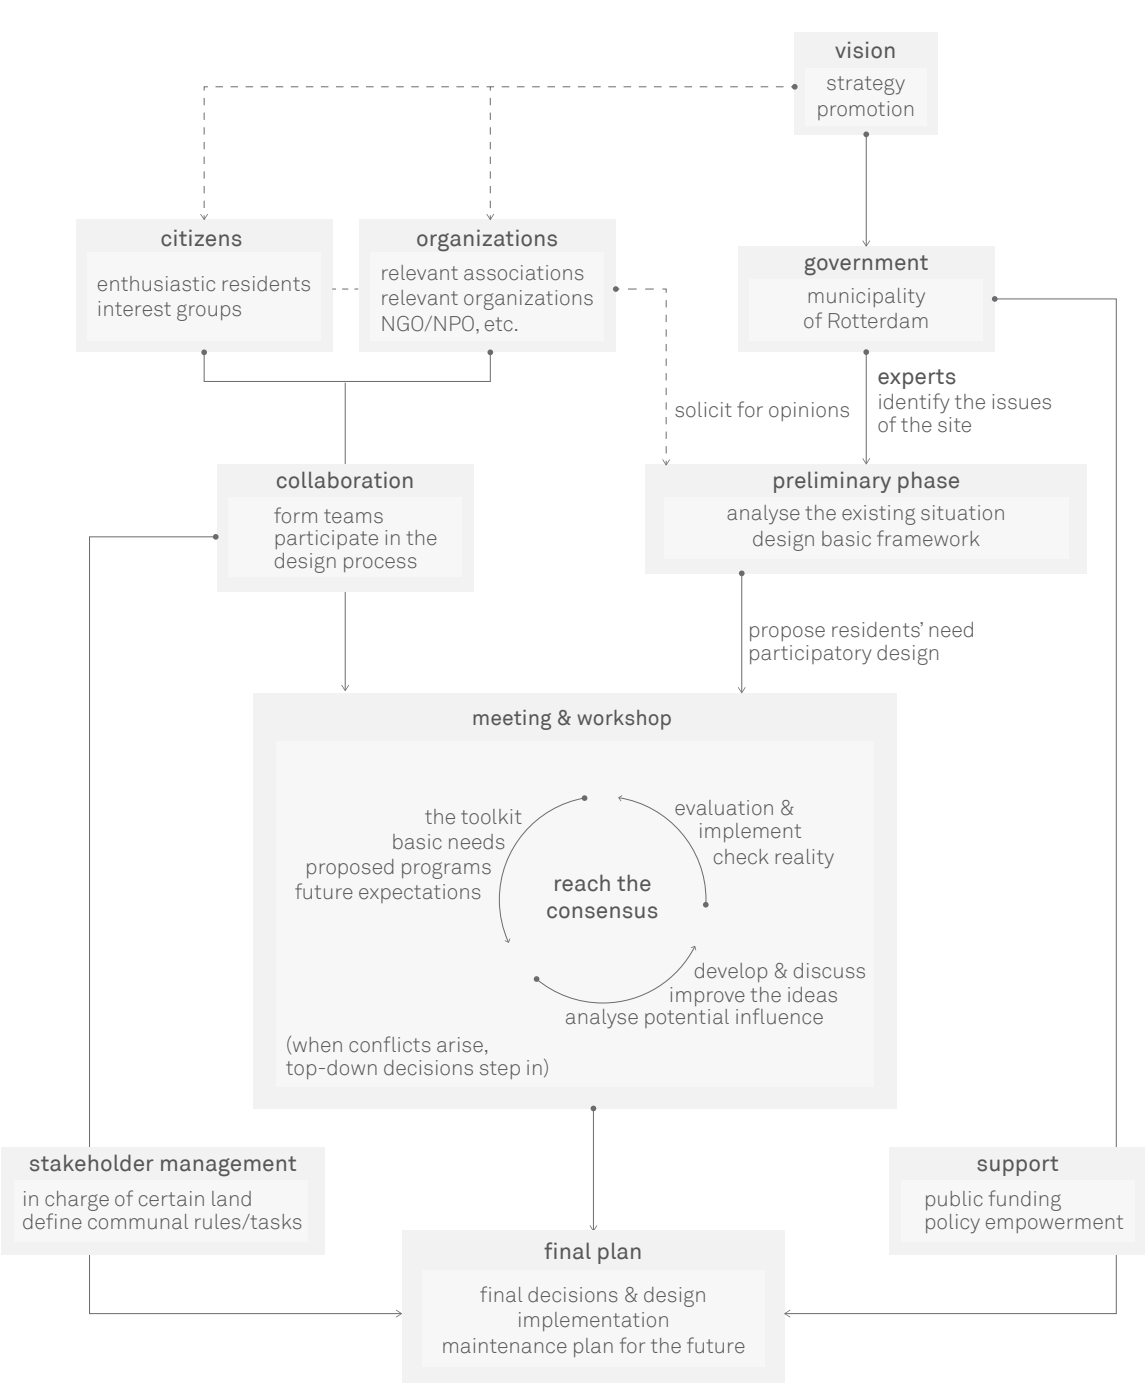 vision
strategy
promotion
citizens
enthusiastic residents
interest groups
organizations
relevant associations
relevant organizations
NGO/NPO, etc.
government
municipality
of Rotterdam
experts
identify the issues
of the site
solicit for opinions
collaboration
form teams
participate in the
design process
preliminary phase
analyse the existing situation
design basic framework
propose residents’ need
participatory design
meeting & workshop
the toolkit
basic needs
proposed programs
future expectations
evaluation &
implement
check reality
reach the
consensus
develop & discuss
improve the ideas
analyse potential influence
(when conflicts arise,
top-down decisions step in)
stakeholder management
in charge of certain land
define communal rules/tasks
support
public funding
policy empowerment
final plan
final decisions & design
implementation
maintenance plan for the future